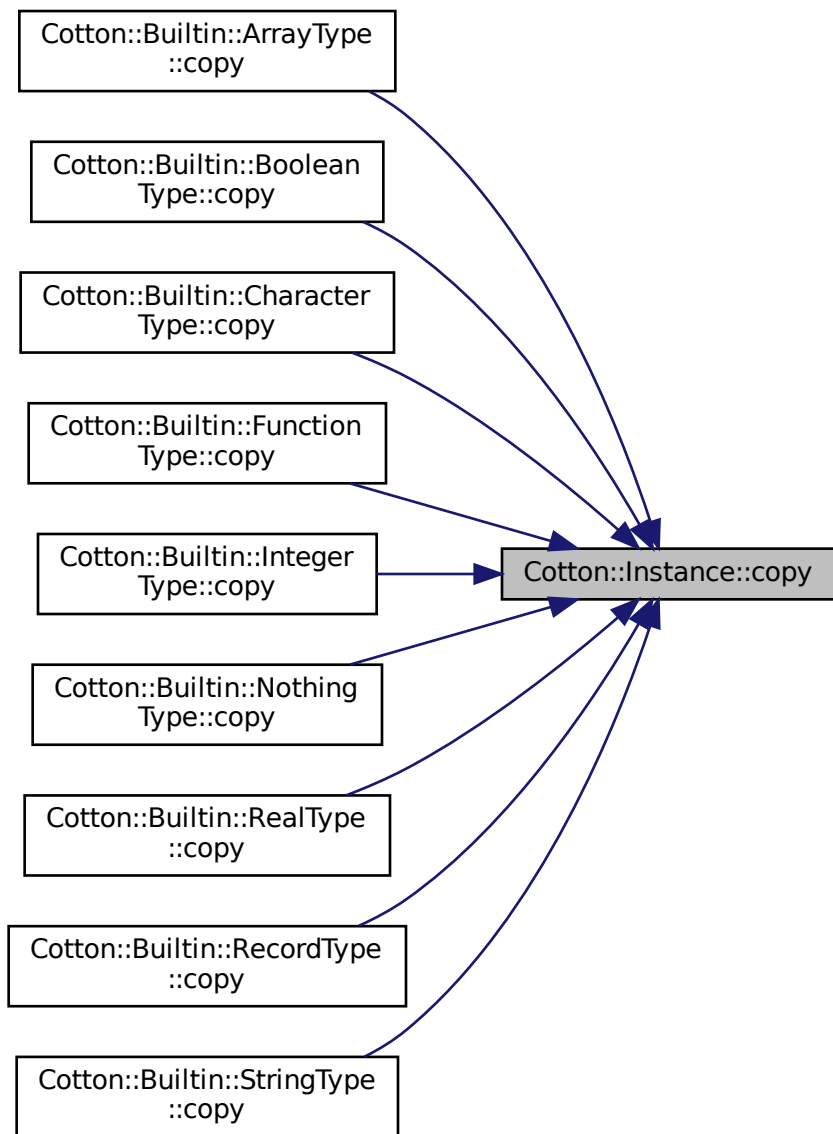 Cotton::Builtin::ArrayType
::copy
Cotton::Builtin::Boolean
Type::copy
Cotton::Builtin::Character
Type::copy
Cotton::Builtin::Function
Type::copy
Cotton::Builtin::Integer
Type::copy
Cotton::Instance::copy
Cotton::Builtin::Nothing
Type::copy
Cotton::Builtin::RealType
::copy
Cotton::Builtin::RecordType
::copy
Cotton::Builtin::StringType
::copy